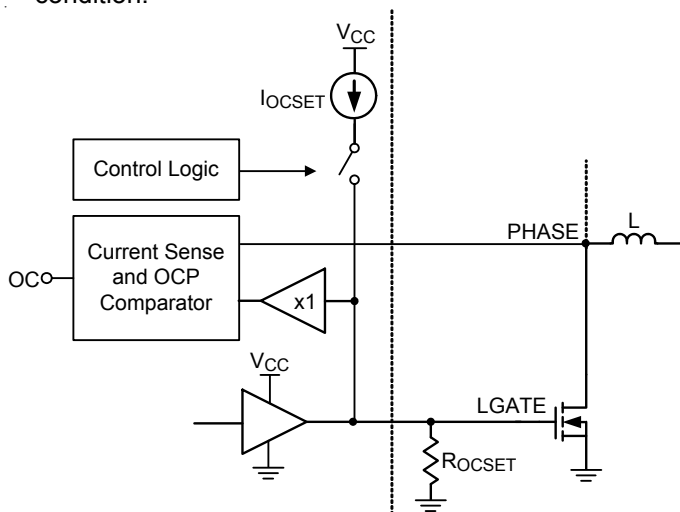 condition.
VCC
IOCSET
Control Logic
PHASE
L
Current Sense
and OCP
Comparator
OC
x1
VCC
LGATE
ROCSET